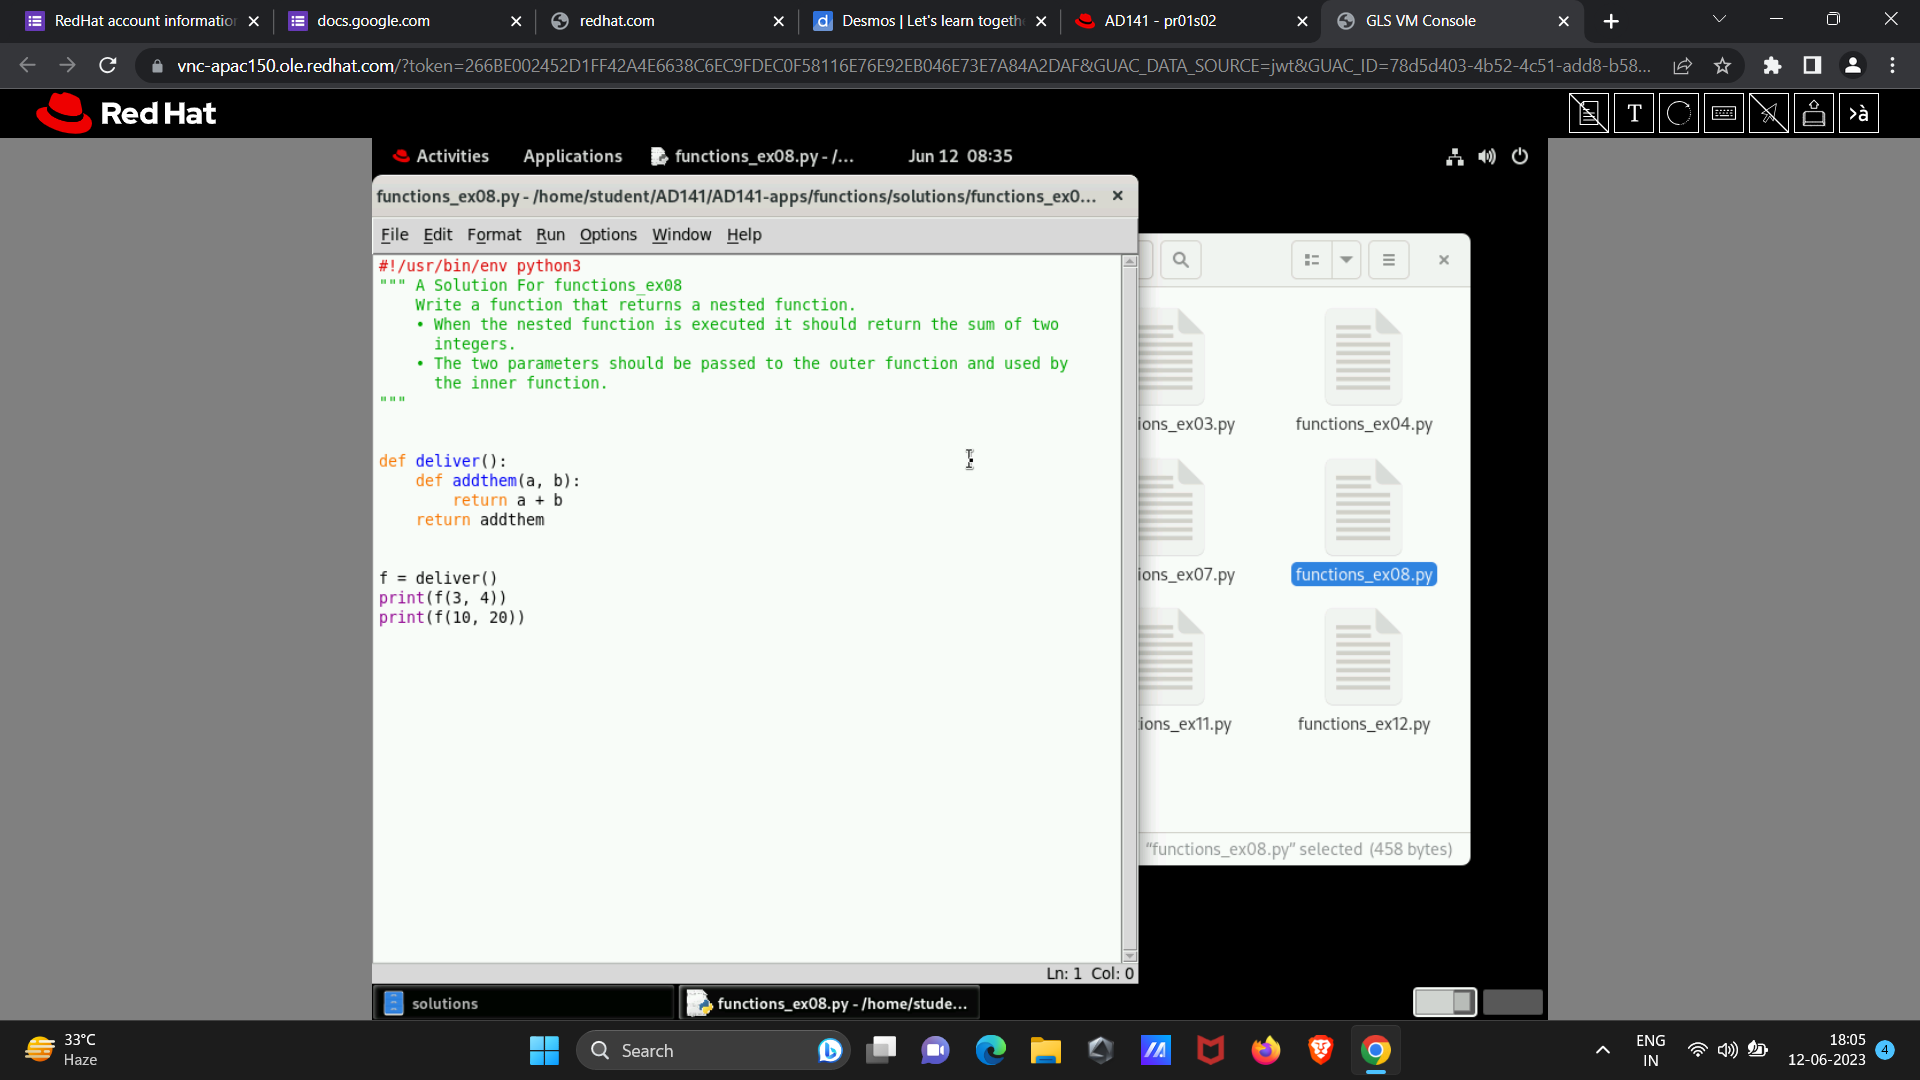 RedHat account information
docs.google.com
redhat.com
Desmos | Let's learn togeth
AD141 - pr01s02
GLS VM Console
vnc-apac150.ole.redhat.com/?token=266BE002452D1FF42A4E6638C6EC9FDEC0F58116E76E92EB046E73E7A84A2DAF&GUAC_DATA_SOURCE=jwt&GUAC_ID=78d5d403-4b52-4c51-add8-b58...
Red Hat
T
>à
Activities Applications functions_ex08.py - /... Jun 12 08:35
functions_ex08.py - /home/student/AD141/AD141-apps/functions/solutions/functions_ex0...
File Edit Format Run Options Window Help
#!/usr/bin/env python3
""" A Solution For functions_ex08
    Write a function that returns a nested function.
    • When the nested function is executed it should return the sum of two
      integers.
    • The two parameters should be passed to the outer function and used by
      the inner function.
"""
def deliver():
    def addthem(a, b):
        return a + b
    return addthem
f = deliver()
print(f(3, 4))
print(f(10, 20))
Ln: 1 Col: 0
ions_ex03.py
functions_ex04.py
ions_ex07.py
functions_ex08.py
ions_ex11.py
functions_ex12.py
"functions_ex08.py" selected (458 bytes)
solutions
functions_ex08.py - /home/stude...
33°C
Haze
Search
ENG
IN
18:05
12-06-2023
4